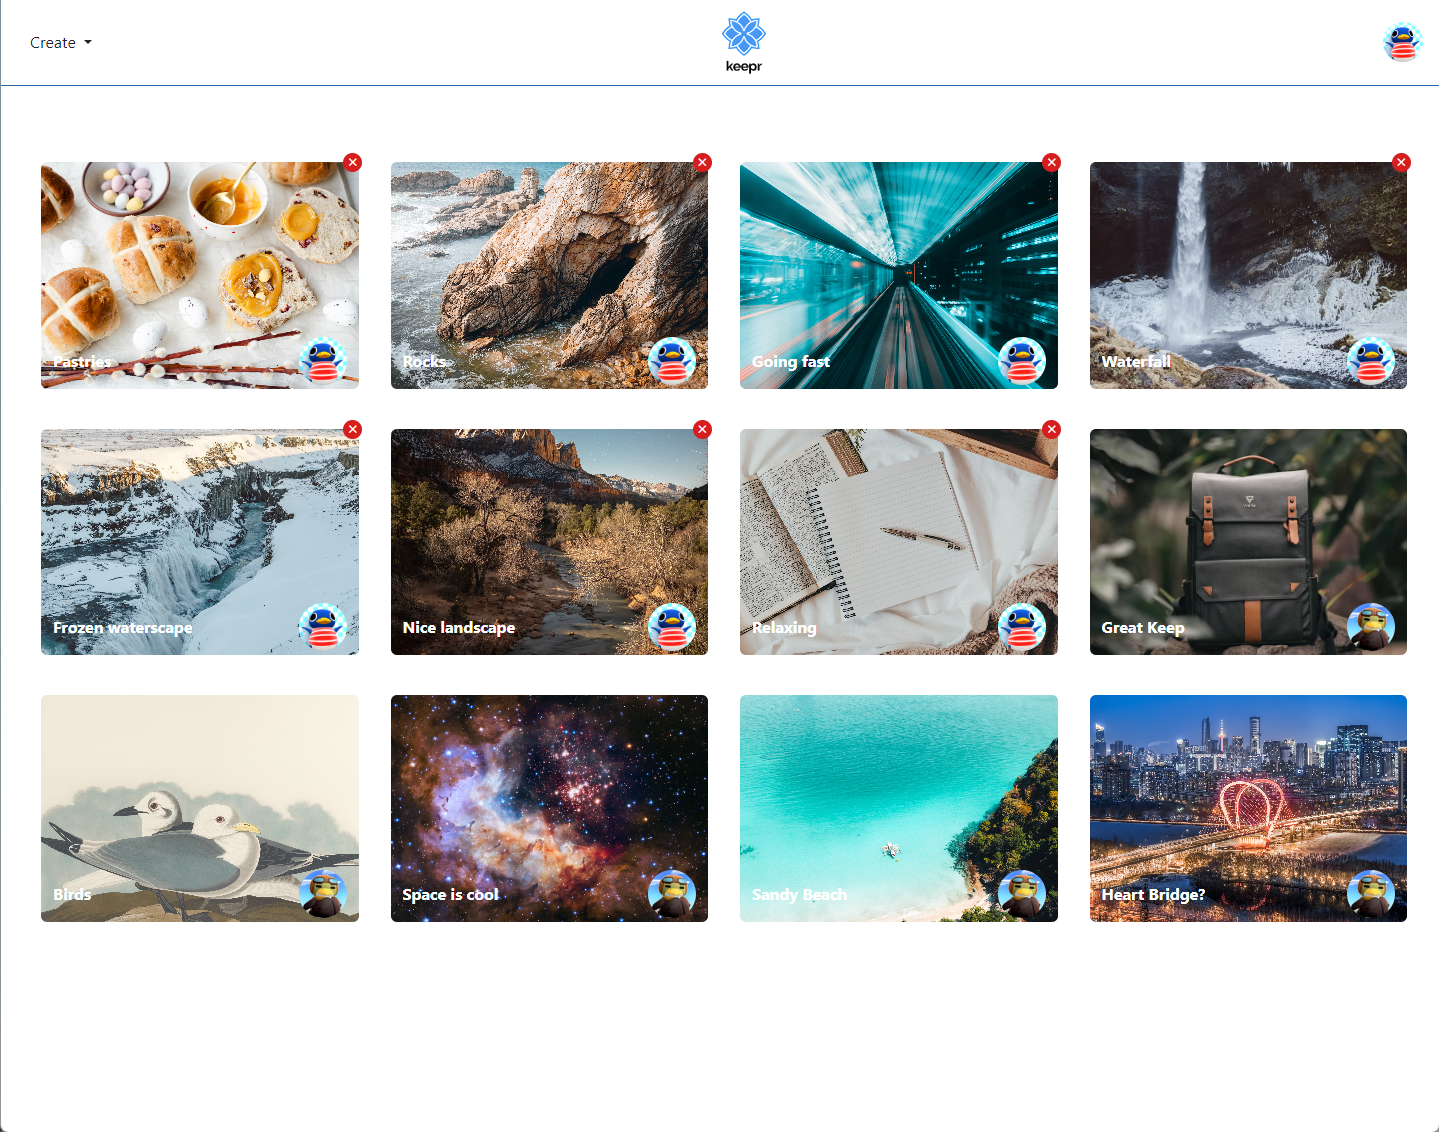 Create
keepr
Pastries
Rocks
Going fast
Waterfall
Frozen waterscape
Nice landscape
Relaxing
Great Keep
Birds
Space is cool
Sandy Beach
Heart Bridge?